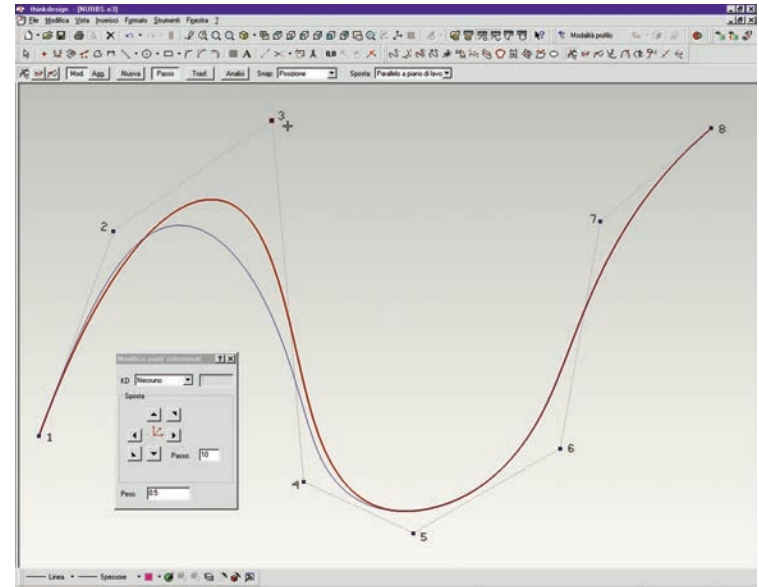 thinkdesign - [NURBS.e3]
File Modifica Vista Inserisci Formato Strumenti Finestra ?
Modalità profilo
Mod. Agg. Nuova Passo Trad. Analisi Snap: Posizione Sposta: Parallelo a piano di lavoro
3
8
2
7
Modifica punti selezionati
KD Nessuno
Sposta
1
6
Passo: 10
4
Peso 0.5
5
Linea Spessore